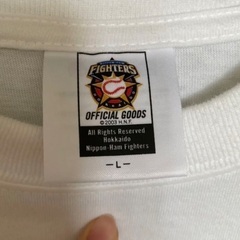 FIGHTERS
OFFICIAL GOODS
© 2003 H.N.F.
All Rights Reserved
Hokkaido
Nippon-Ham Fighters
- L -